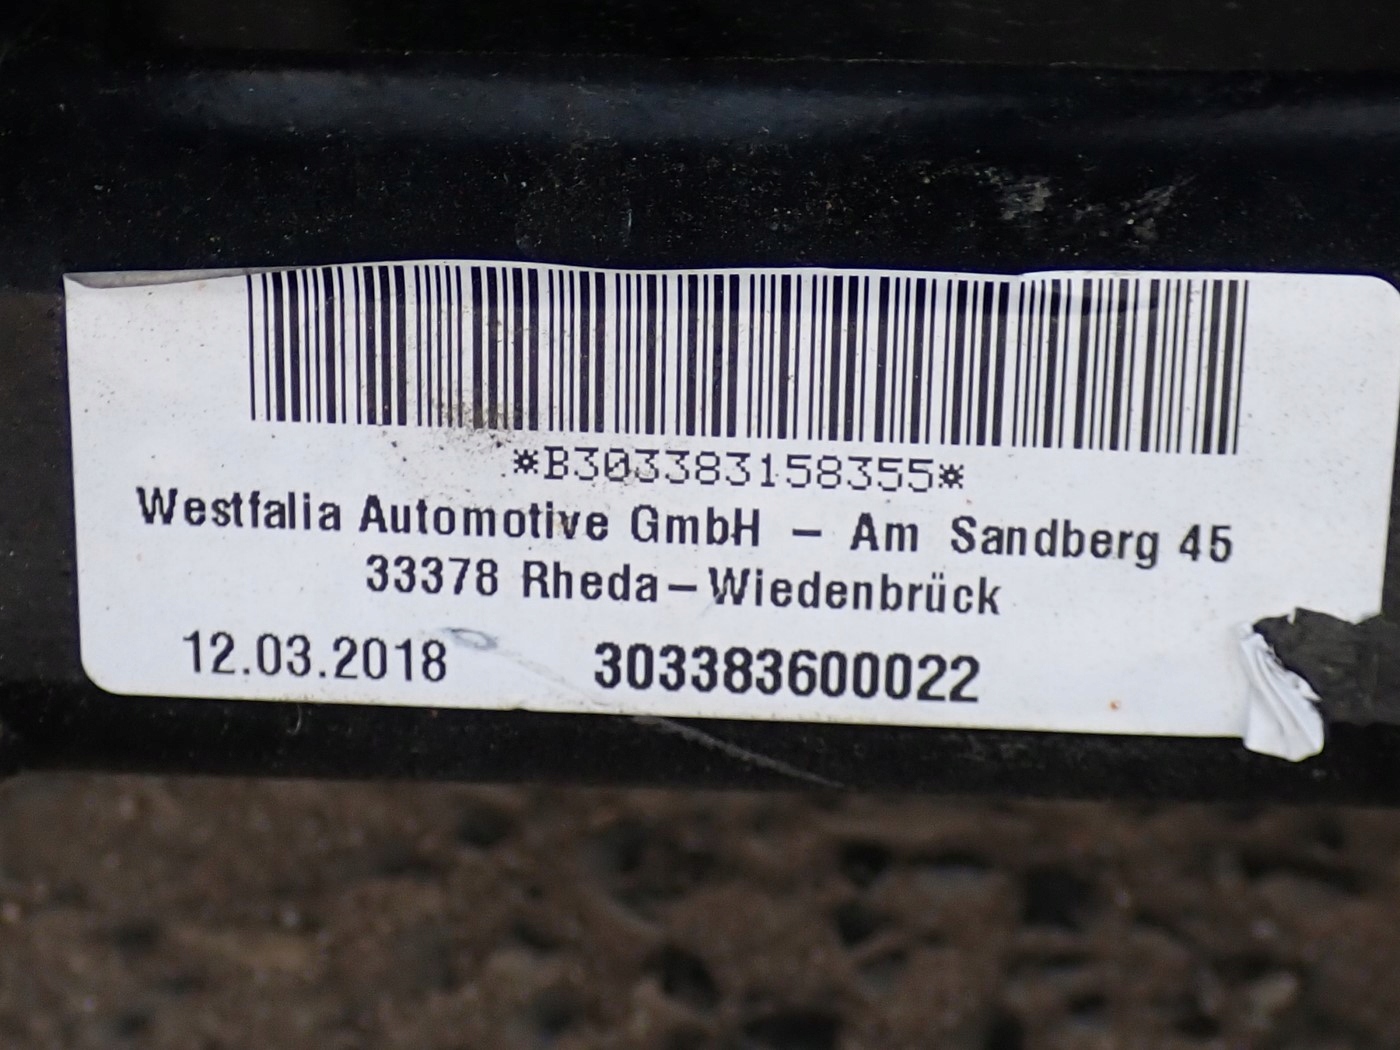 *B303383158355*
Westfalia Automotive GmbH - Am Sandberg 45
33378 Rheda-Wiedenbrück
12.03.2018 303383600022